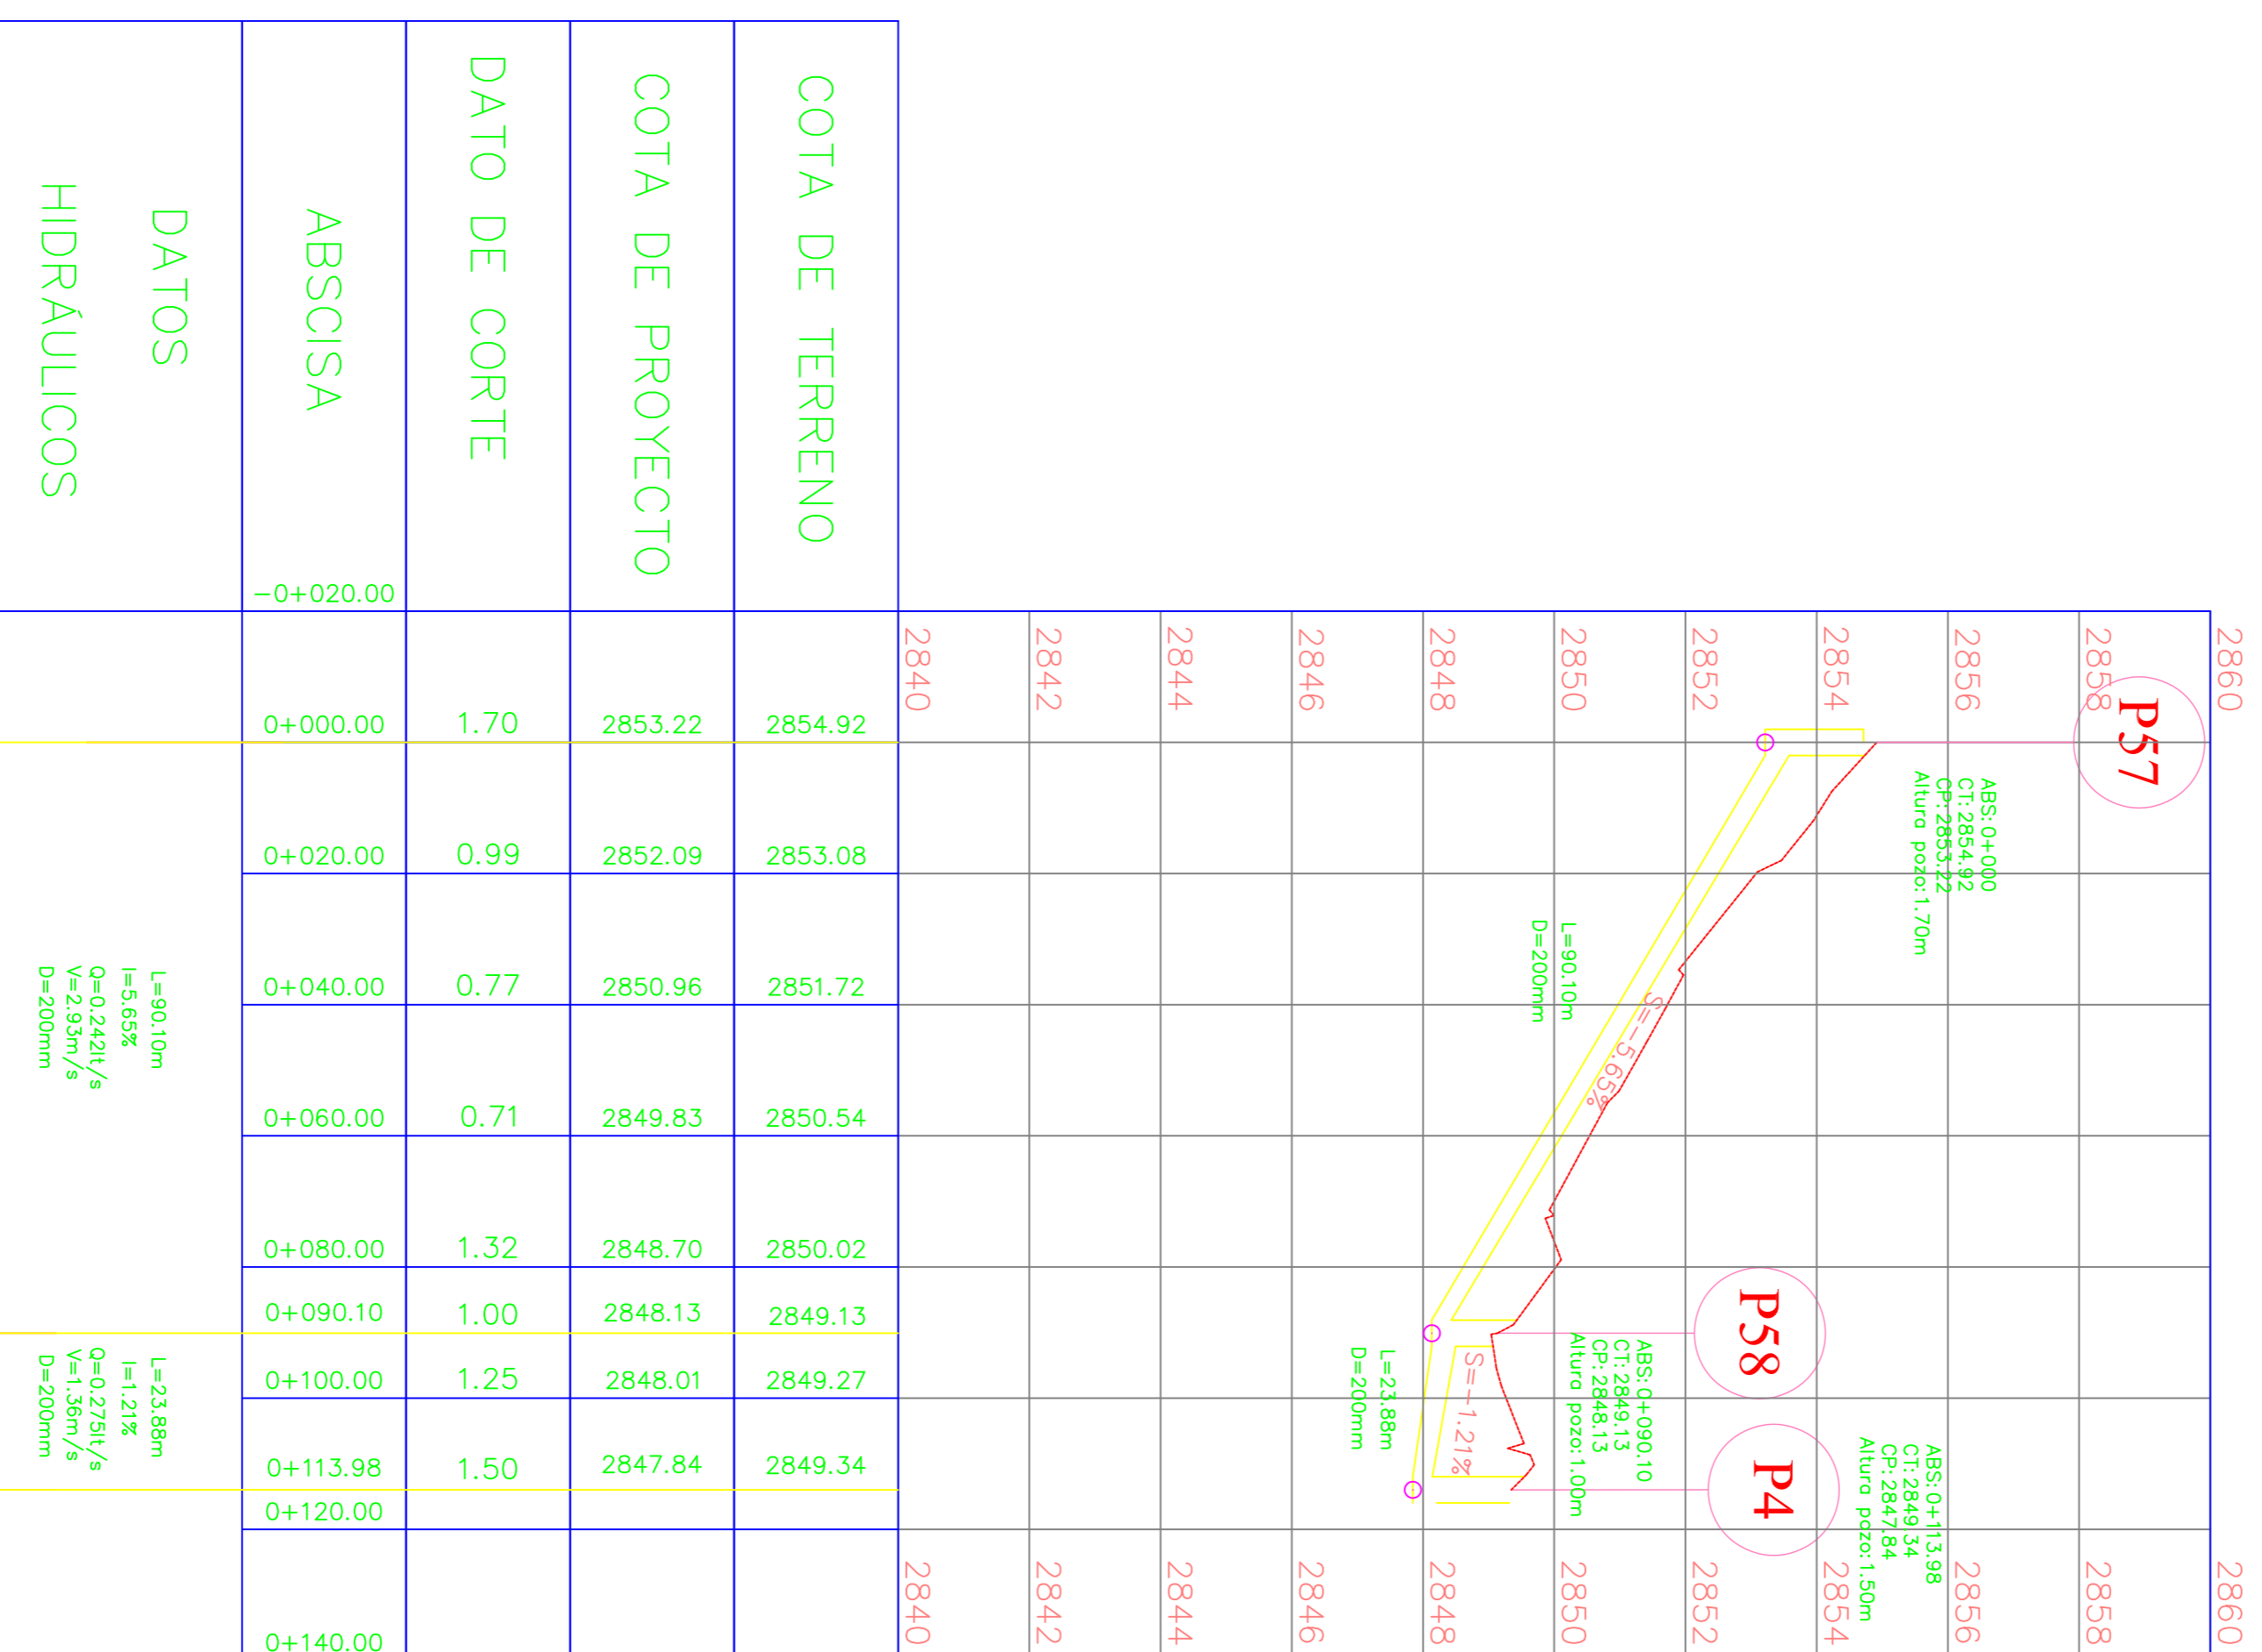 2860
2858
2856
2854
2852
2850
2848
2846
2844
2842
2840
P57
ABS: 0+000
CT: 2854.92
CP: 2853.22
Altura pozo: 1.70m
L=90.10m
D=200mm
S=-5.65%
P58
ABS: 0+090.10
CT: 2849.13
CP: 2848.13
Altura pozo: 1.00m
L=23.88m
D=200mm
S=-1.21%
P4
ABS: 0+113.98
CT: 2849.34
CP: 2847.84
Altura pozo: 1.50m
2860
2858
2856
2854
2852
2850
2848
2846
2844
2842
2840
COTA DE TERRENO
2854.92
2853.08
2851.72
2850.54
2850.02
2849.13
2849.27
2849.34
COTA DE PROYECTO
2853.22
2852.09
2850.96
2849.83
2848.70
2848.13
2848.01
2847.84
DATO DE CORTE
1.70
0.99
0.77
0.71
1.32
1.00
1.25
1.50
ABSCISA
-0+020.00
0+000.00
0+020.00
0+040.00
0+060.00
0+080.00
0+090.10
0+100.00
0+113.98
0+120.00
0+140.00
DATOS
HIDRÁULICOS
L=90.10m
I=5.65%
Q=0.242lt/s
V=2.93m/s
D=200mm
L=23.88m
I=1.21%
Q=0.275lt/s
V=1.36m/s
D=200mm